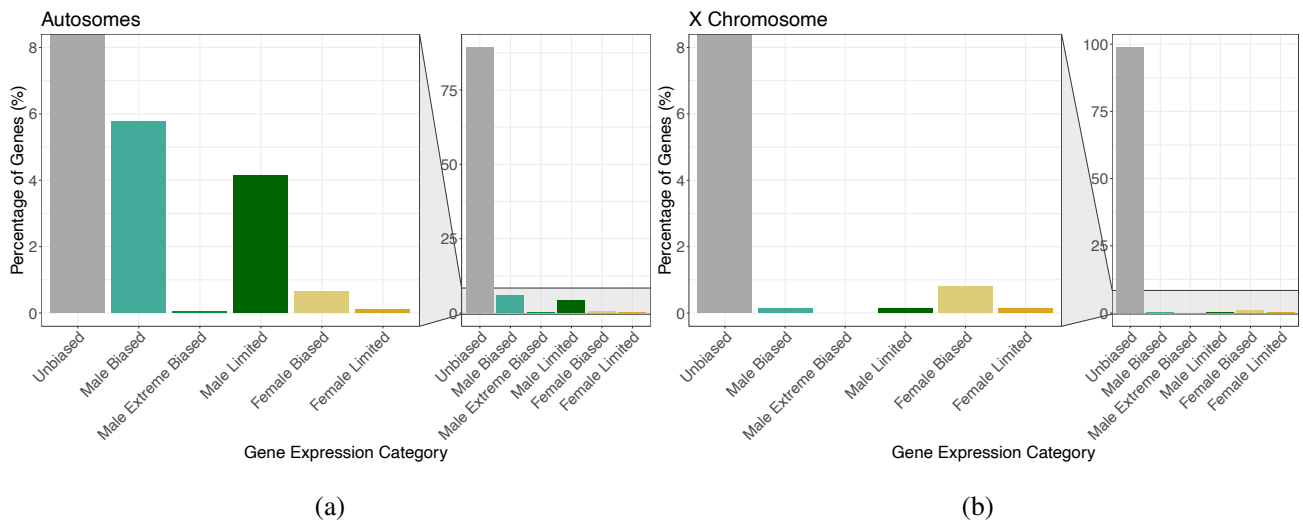 Autosomes
Percentage of Genes (%)
8
6
4
2
0
Unbiased
Male Biased
Male Extreme Biased
Male Limited
Female Biased
Female Limited
75
50
25
0
Unbiased
Male Biased
Male Extreme Biased
Male Limited
Female Biased
Female Limited
Gene Expression Category
(a)
X Chromosome
Percentage of Genes (%)
8
6
4
2
0
Unbiased
Male Biased
Male Extreme Biased
Male Limited
Female Biased
Female Limited
100
75
50
25
0
Unbiased
Male Biased
Male Extreme Biased
Male Limited
Female Biased
Female Limited
Gene Expression Category
(b)